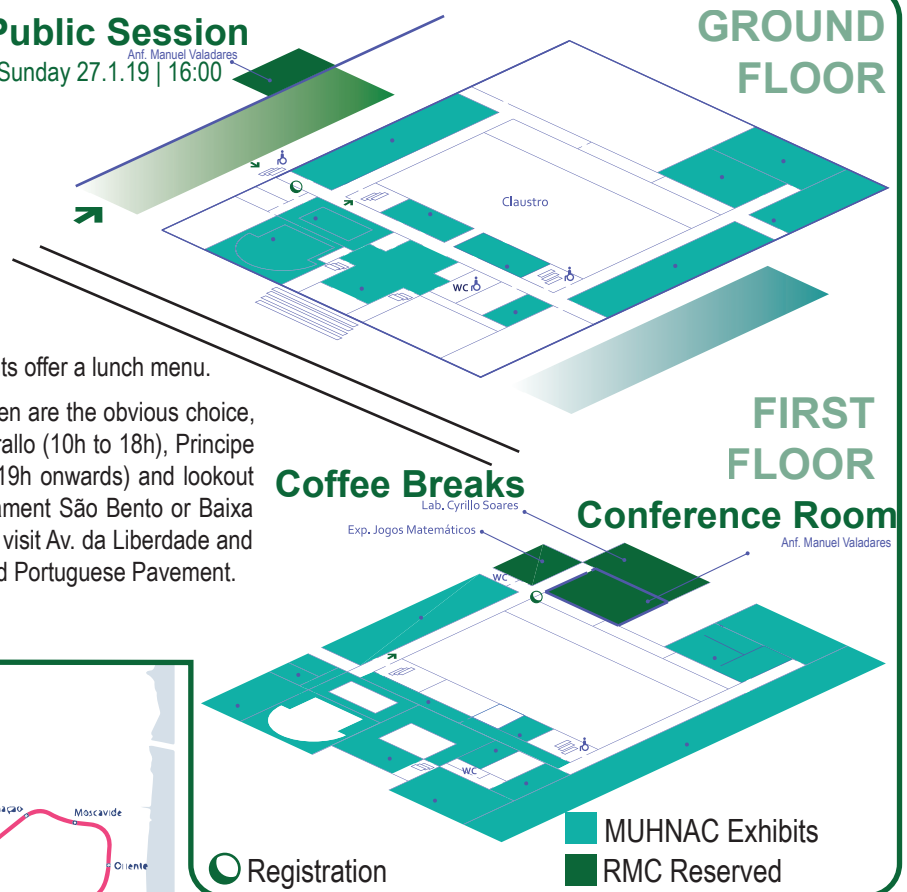 Public Session
Anf. Manuel Valadares
Sunday 27.1.19 | 16:00
GROUND
FLOOR
Claustro
WC
ts offer a lunch menu.
en are the obvious choice,
rallo (10h to 18h), Principe
19h onwards) and lookout
ament São Bento or Baixa
visit Av. da Liberdade and
d Portuguese Pavement.
FIRST
FLOOR
Coffee Breaks
Lab. Cyrillo Soares
Exp. Jogos Matemáticos
Conference Room
Anf. Manuel Valadares
WC
WC
Moscavide
Oriente
Registration
MUHNAC Exhibits
RMC Reserved